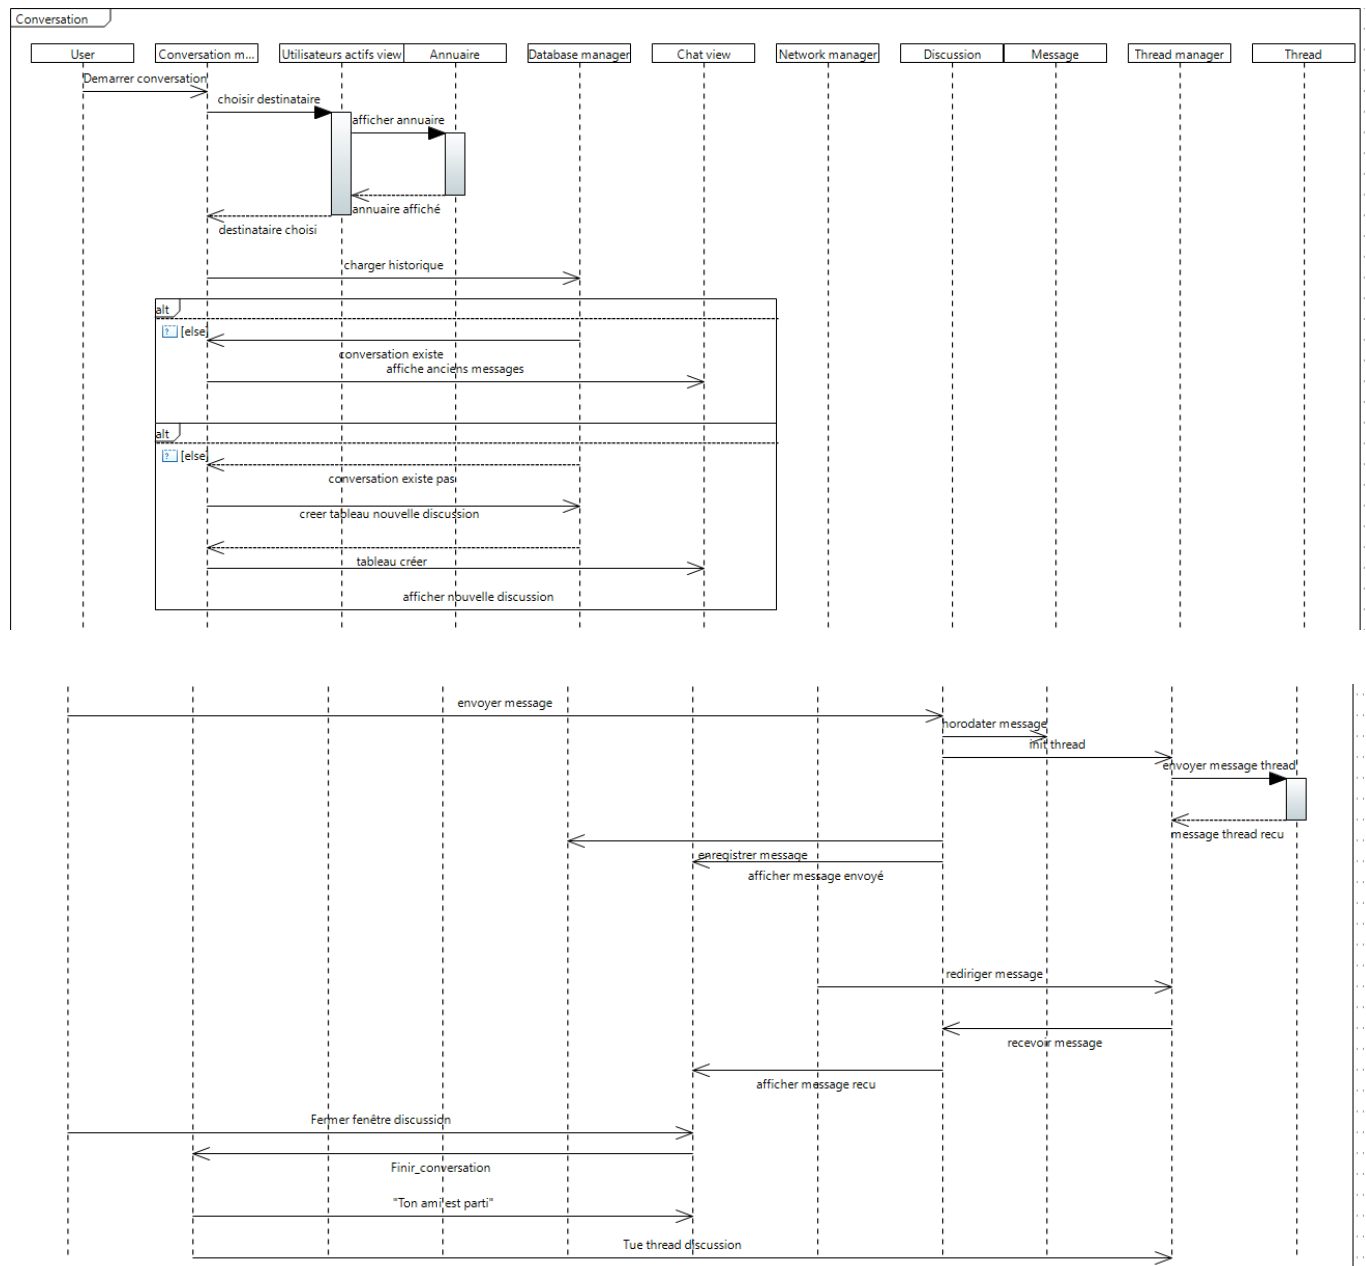 Conversation
User
Conversation m...
Utilisateurs actifs view
Annuaire
Database manager
Chat view
Network manager
Discussion
Message
Thread manager
Thread
Demarrer conversation
choisir destinataire
afficher annuaire
annuaire affiché
destinataire choisi
charger historique
alt
[else]
conversation existe
affiche anciens messages
alt
[else]
conversation existe pas
creer tableau nouvelle discussion
tableau créer
afficher nouvelle discussion
envoyer message
horodater message
init thread
envoyer message thread
message thread recu
enregistrer message
afficher message envoyé
rediriger message
recevoir message
afficher message recu
Fermer fenêtre discussion
Finir_conversation
"Ton ami est parti"
Tue thread discussion